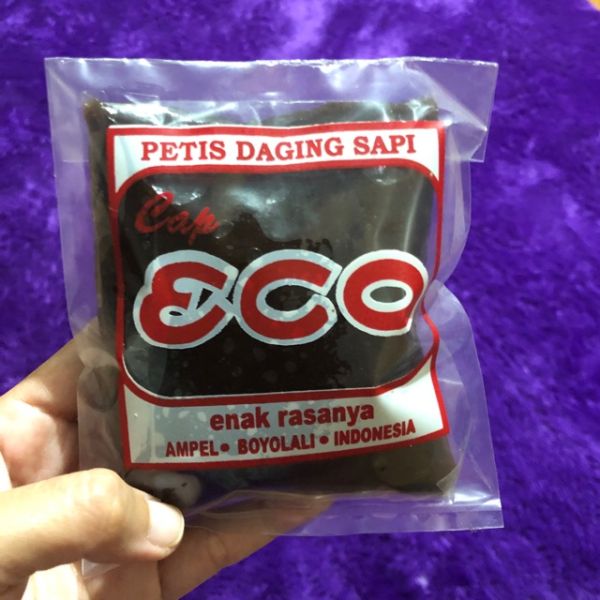 PETIS DAGING SAPI
Cap
ECO
enak rasanya
AMPEL • BOYOLALI • INDONESIA